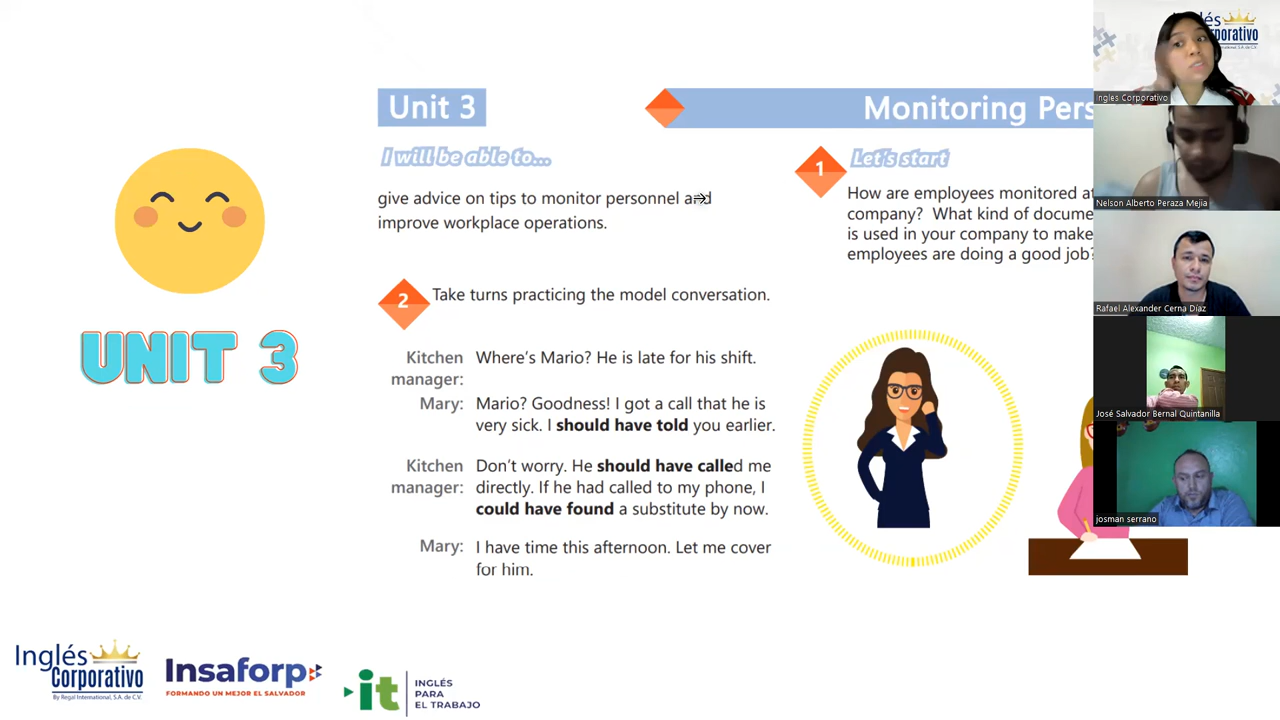 Unit 3
Monitoring Pers
I will be able to...
give advice on tips to monitor personnel and
improve workplace operations.
1
Let's start
How are employees monitored at
company? What kind of docume
is used in your company to make
employees are doing a good job?
2
Take turns practicing the model conversation.
Kitchen manager: Where's Mario? He is late for his shift.
Mary: Mario? Goodness! I got a call that he is
very sick. I should have told you earlier.
Kitchen manager: Don't worry. He should have called me
directly. If he had called to my phone, I
could have found a substitute by now.
Mary: I have time this afternoon. Let me cover
for him.
UNIT 3
Inglés
Corporativo
By Regal International, S.A. de C.V.
Insaforp
FORMANDO UN MEJOR EL SALVADOR
it
INGLÉS
PARA
EL TRABAJO
Ingles Corporativo
Nelson Alberto Peraza Mejia
Rafael Alexander Cerna Díaz
José Salvador Bernal Quintanilla
josman serrano